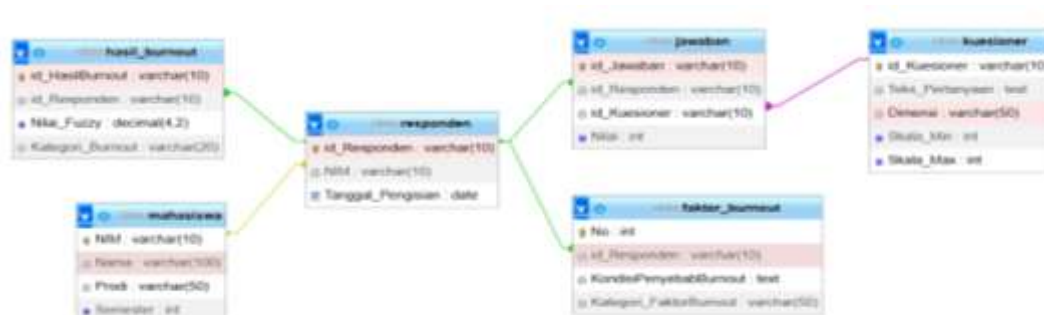 hasil_burnout
id_HasilBurnout : varchar(10)
id_Responden : varchar(10)
Nilai_Fuzzy : decimal(4,2)
Kategori_Burnout : varchar(20)
mahasiswa
NIM : varchar(10)
Nama : varchar(100)
Prodi : varchar(50)
Semester : int
responden
id_Responden : varchar(10)
NIM : varchar(10)
Tanggal_Pengisian : date
jawaban
id_Jawaban : varchar(10)
id_Responden : varchar(10)
id_Kuesioner : varchar(10)
Nilai : int
faktor_burnout
No : int
id_Responden : varchar(10)
KondisiPenyebabBurnout : text
Kategori_FaktorBurnout : varchar(50)
kuesioner
id_Kuesioner : varchar(10
Teks_Pertanyaan : text
Dimensi : varchar(50)
Skala_Min : int
Skala_Max : int